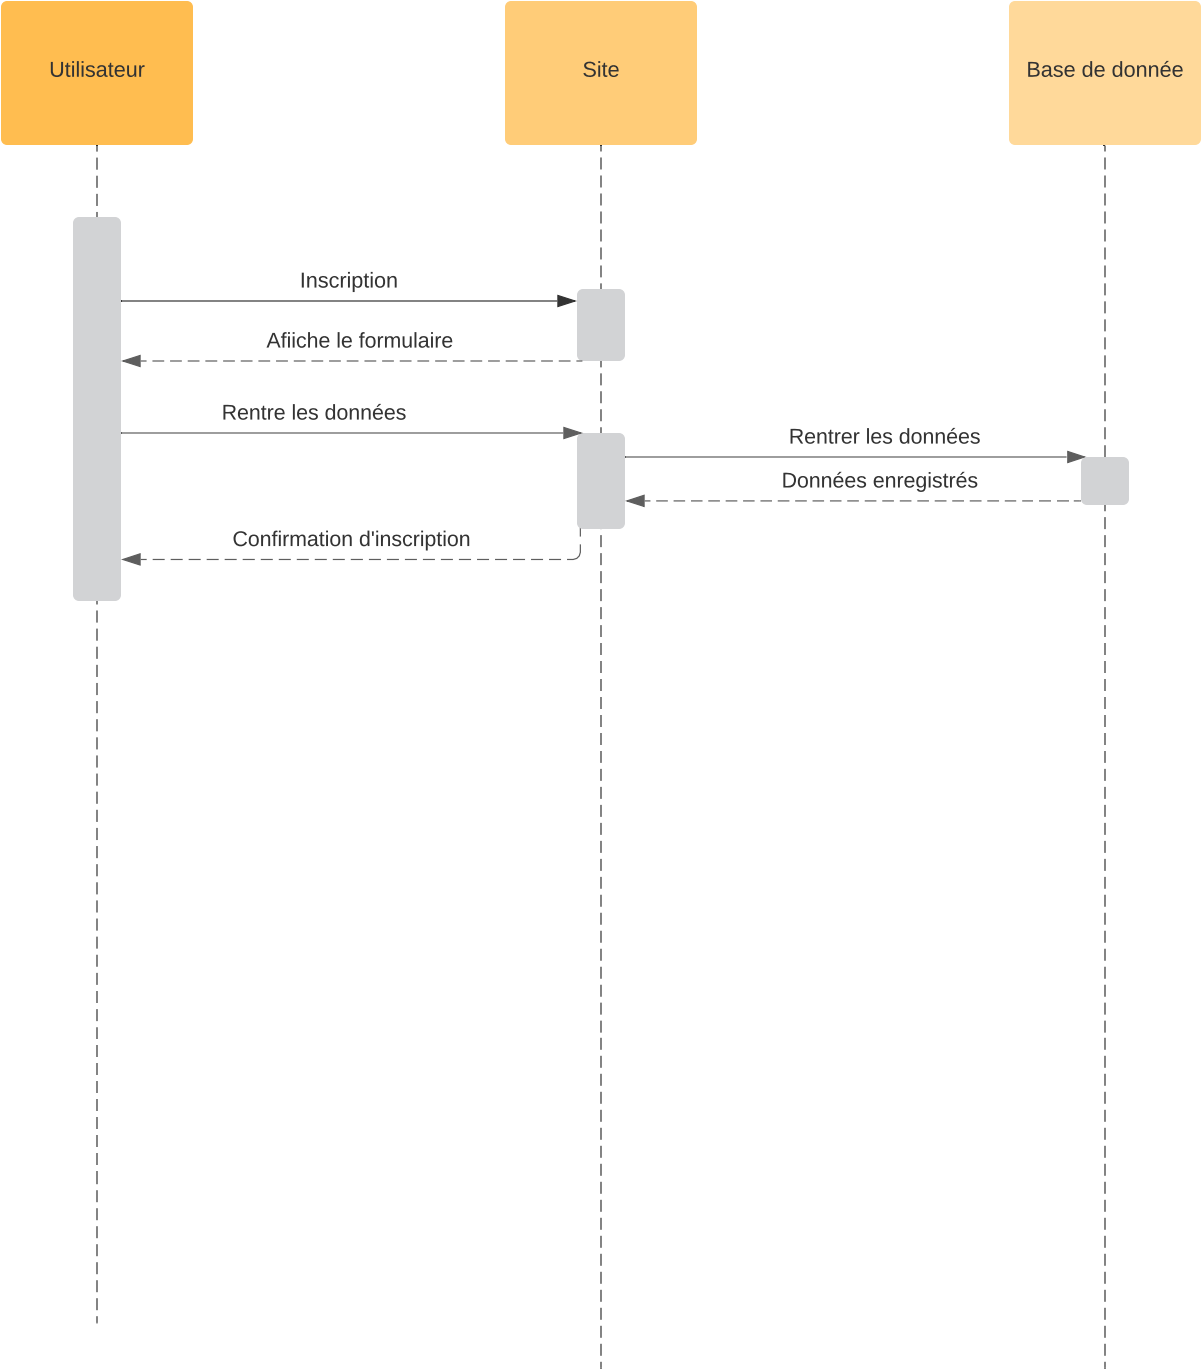 Utilisateur
Site
Base de donnée
Inscription
Afiiche le formulaire
Rentre les données
Rentrer les données
Données enregistrés
Confirmation d'inscription